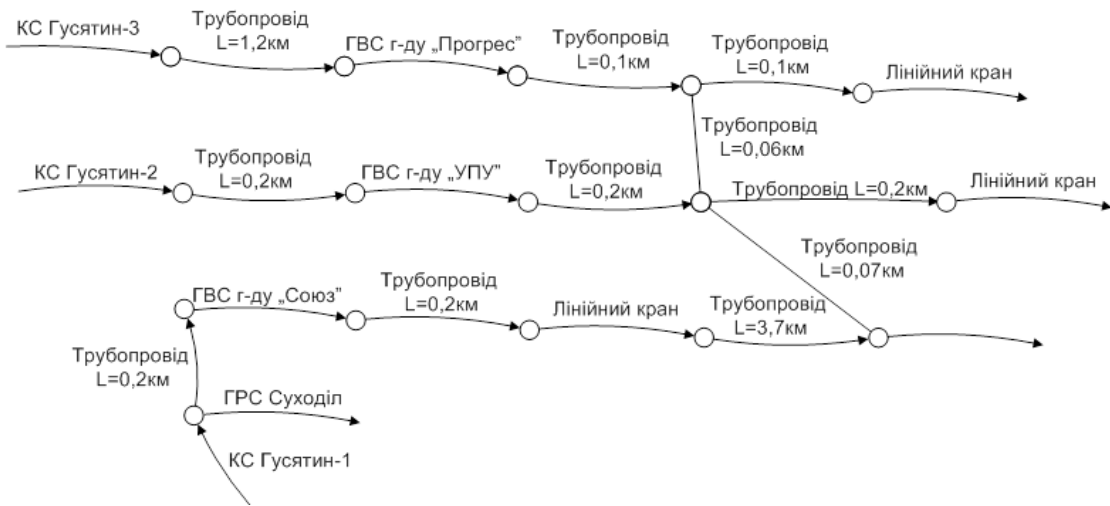 КС Гусятин-3
Трубопровід
L=1,2км
ГВС г-ду „Прогрес”
Трубопровід
L=0,1км
Трубопровід
L=0,1км
Лінійний кран
Трубопровід
L=0,06км
КС Гусятин-2
Трубопровід
L=0,2км
ГВС г-ду „УПУ”
Трубопровід
L=0,2км
Трубопровід L=0,2км
Лінійний кран
Трубопровід
L=0,07км
ГВС г-ду „Союз”
Трубопровід
L=0,2км
Лінійний кран
Трубопровід
L=3,7км
Трубопровід
L=0,2км
ГРС Суходіл
КС Гусятин-1